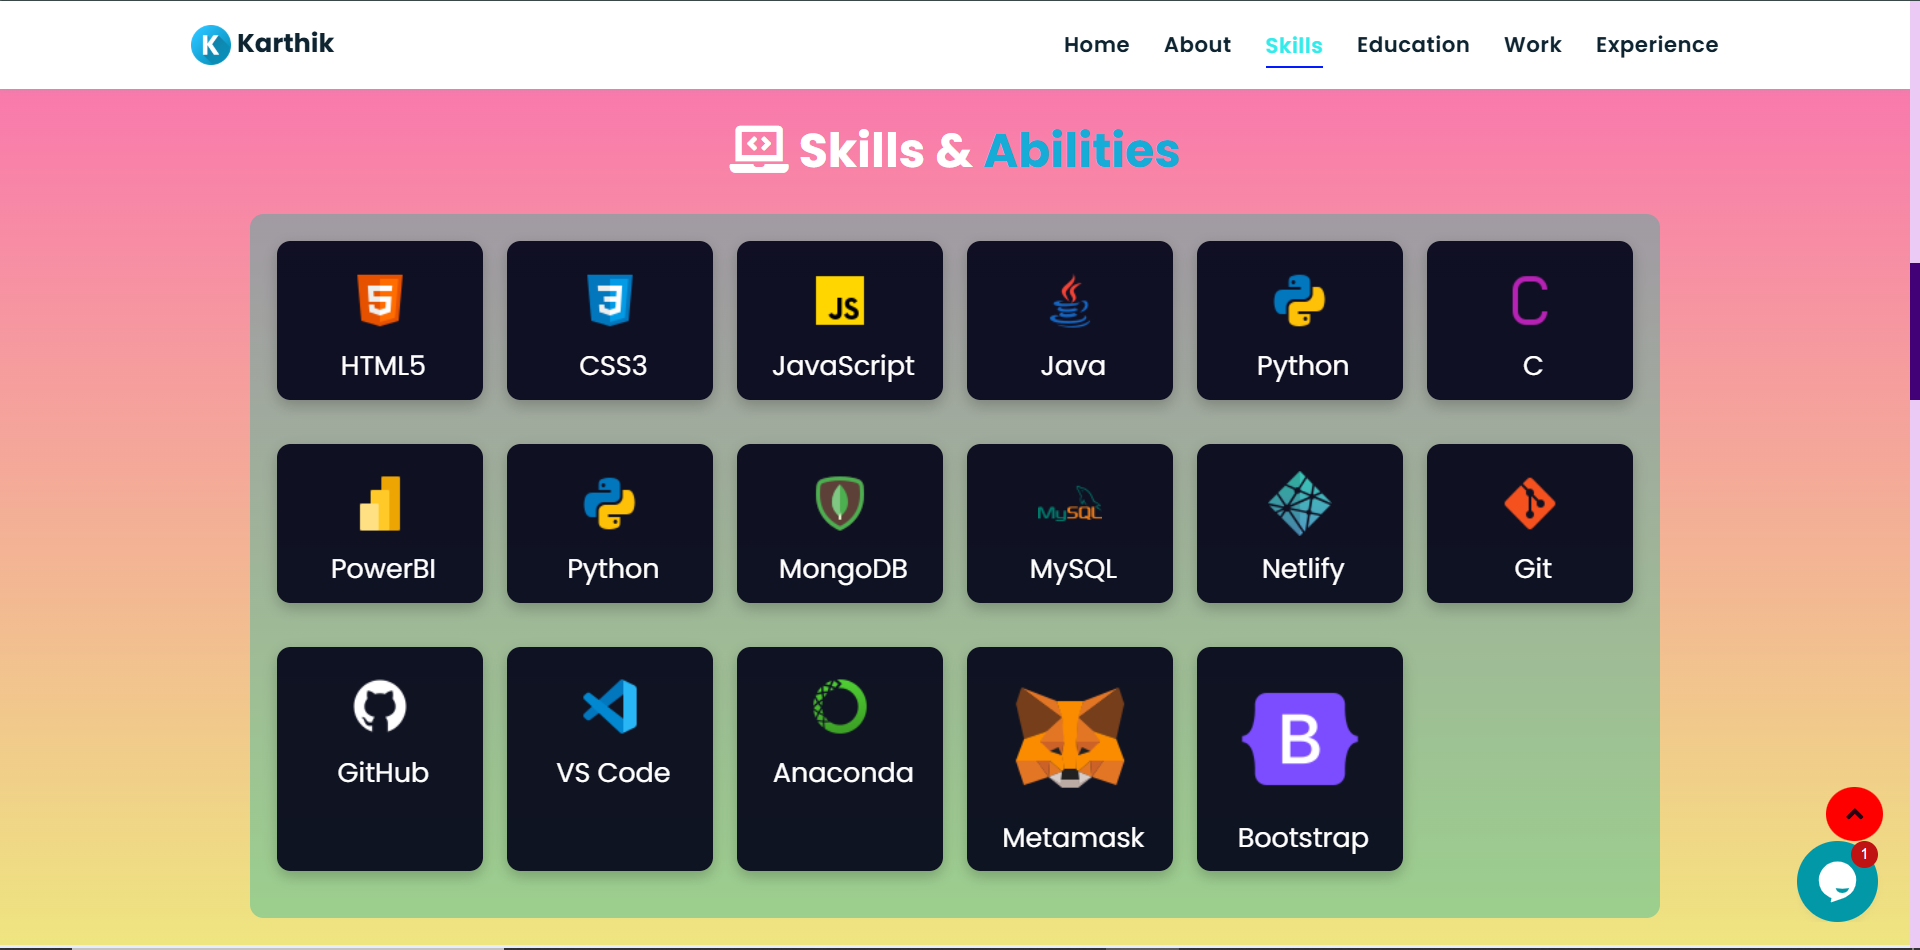 K Karthik
Home About Skills Education Work Experience
Skills & Abilities
5 3 JS C
HTML5 CSS3 JavaScript Java Python C
MySQL
PowerBI Python MongoDB MySQL Netlify Git
B
GitHub VS Code Anaconda
Metamask Bootstrap
1